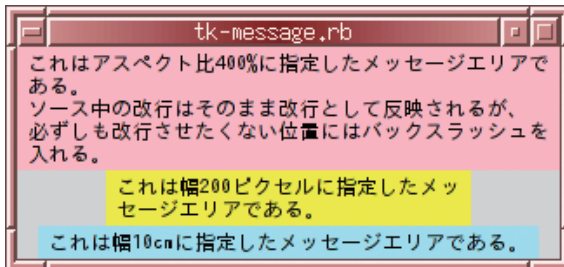 tk-message.rb
これはアスペクト比400%に指定したメッセージエリアで
ある。
ソース中の改行はそのまま改行として反映されるが、
必ずしも改行させたくない位置にはバックスラッシュを
入れる。
これは幅200ピクセルに指定したメッ
セージエリアである。
これは幅10cmに指定したメッセージエリアである。